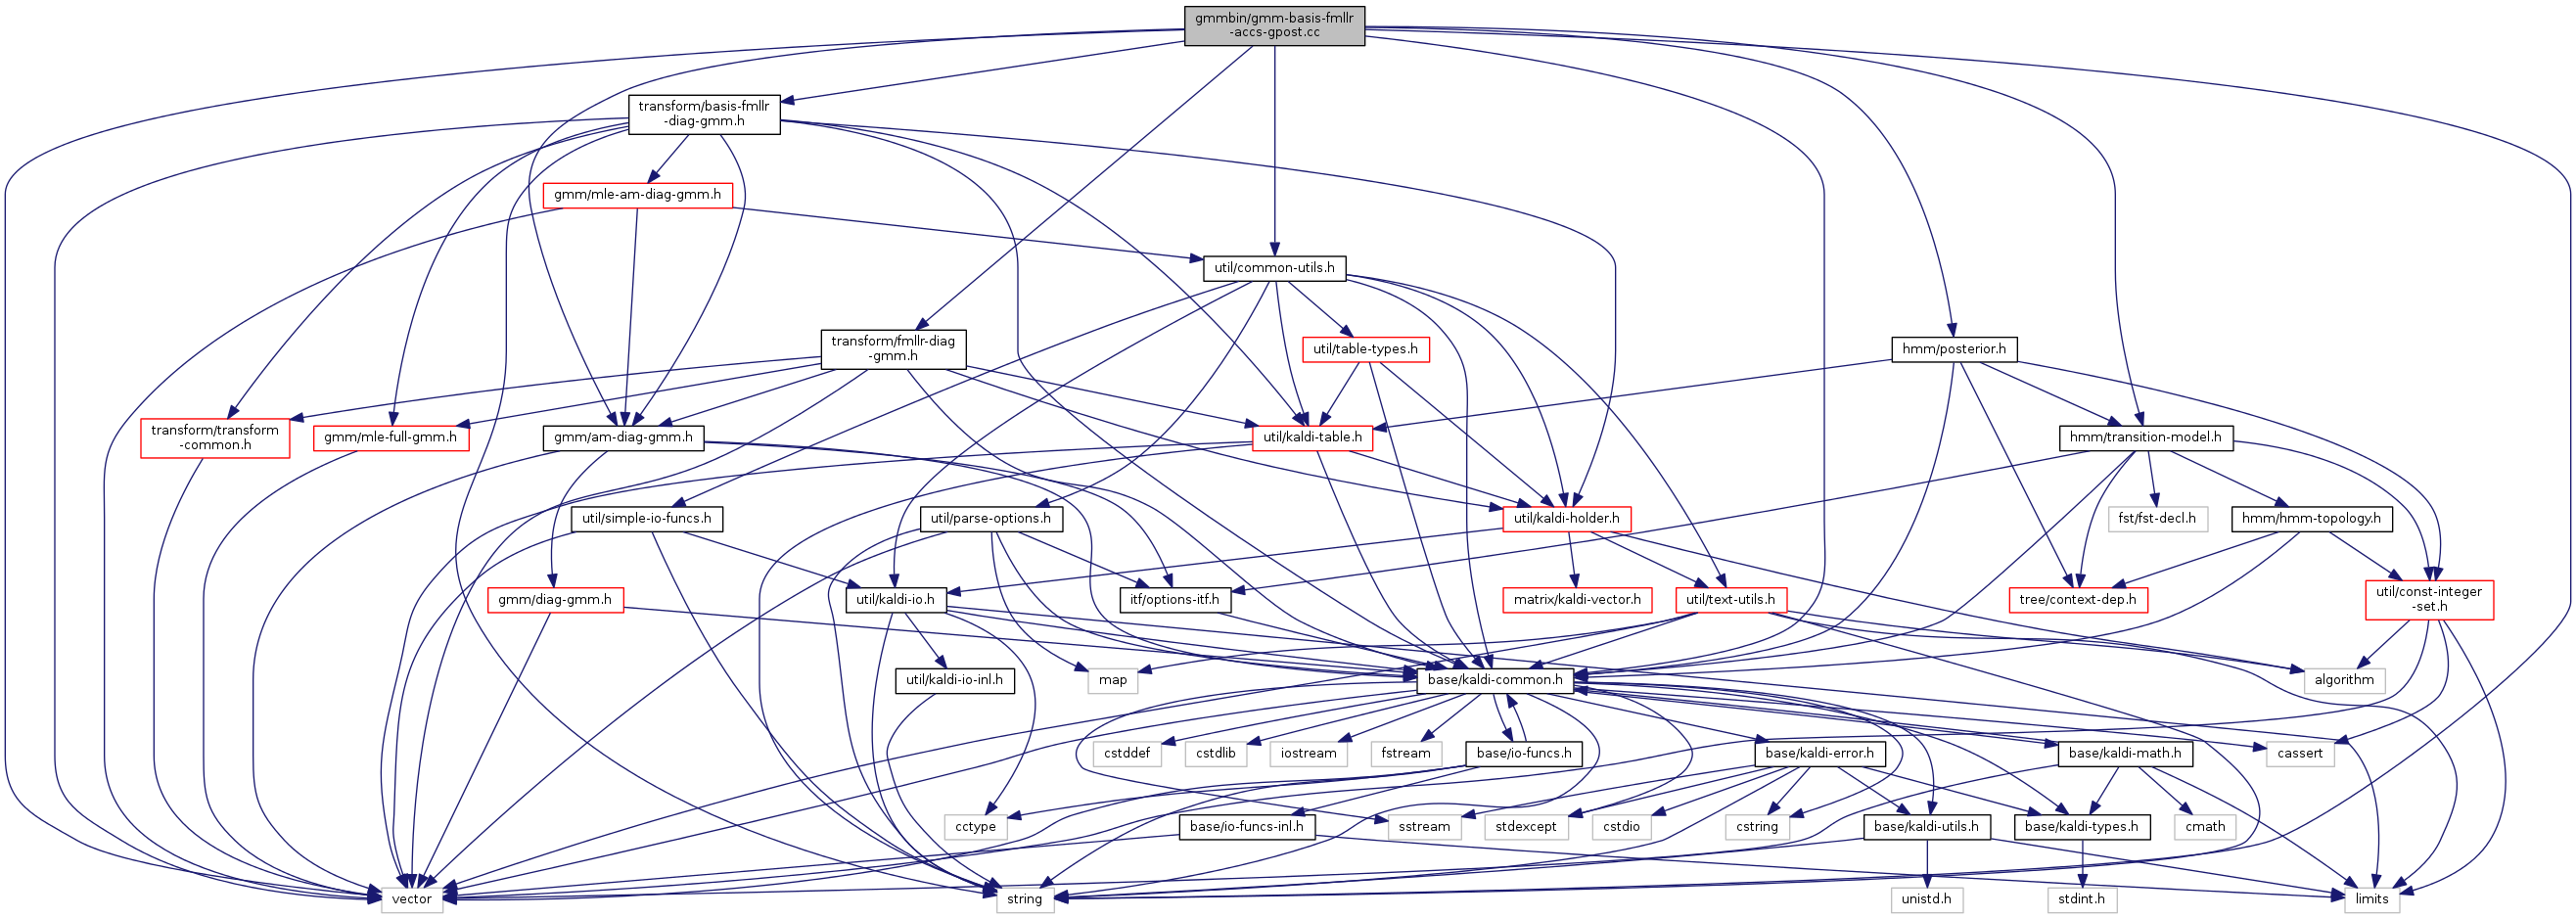 gmmbin/gmm-basis-fmllr
-accs-gpost.cc
transform/basis-fmllr
-diag-gmm.h
gmm/mle-am-diag-gmm.h
util/common-utils.h
transform/fmllr-diag
-gmm.h
util/table-types.h
hmm/posterior.h
transform/transform
-common.h
gmm/mle-full-gmm.h
gmm/am-diag-gmm.h
util/kaldi-table.h
hmm/transition-model.h
util/simple-io-funcs.h
util/parse-options.h
util/kaldi-holder.h
fst/fst-decl.h
hmm/hmm-topology.h
gmm/diag-gmm.h
util/kaldi-io.h
itf/options-itf.h
matrix/kaldi-vector.h
util/text-utils.h
tree/context-dep.h
util/const-integer
-set.h
util/kaldi-io-inl.h
map
base/kaldi-common.h
algorithm
cstddef
cstdlib
iostream
fstream
base/io-funcs.h
base/kaldi-error.h
base/kaldi-math.h
cassert
cctype
base/io-funcs-inl.h
sstream
stdexcept
cstdio
cstring
base/kaldi-utils.h
base/kaldi-types.h
cmath
vector
string
unistd.h
stdint.h
limits